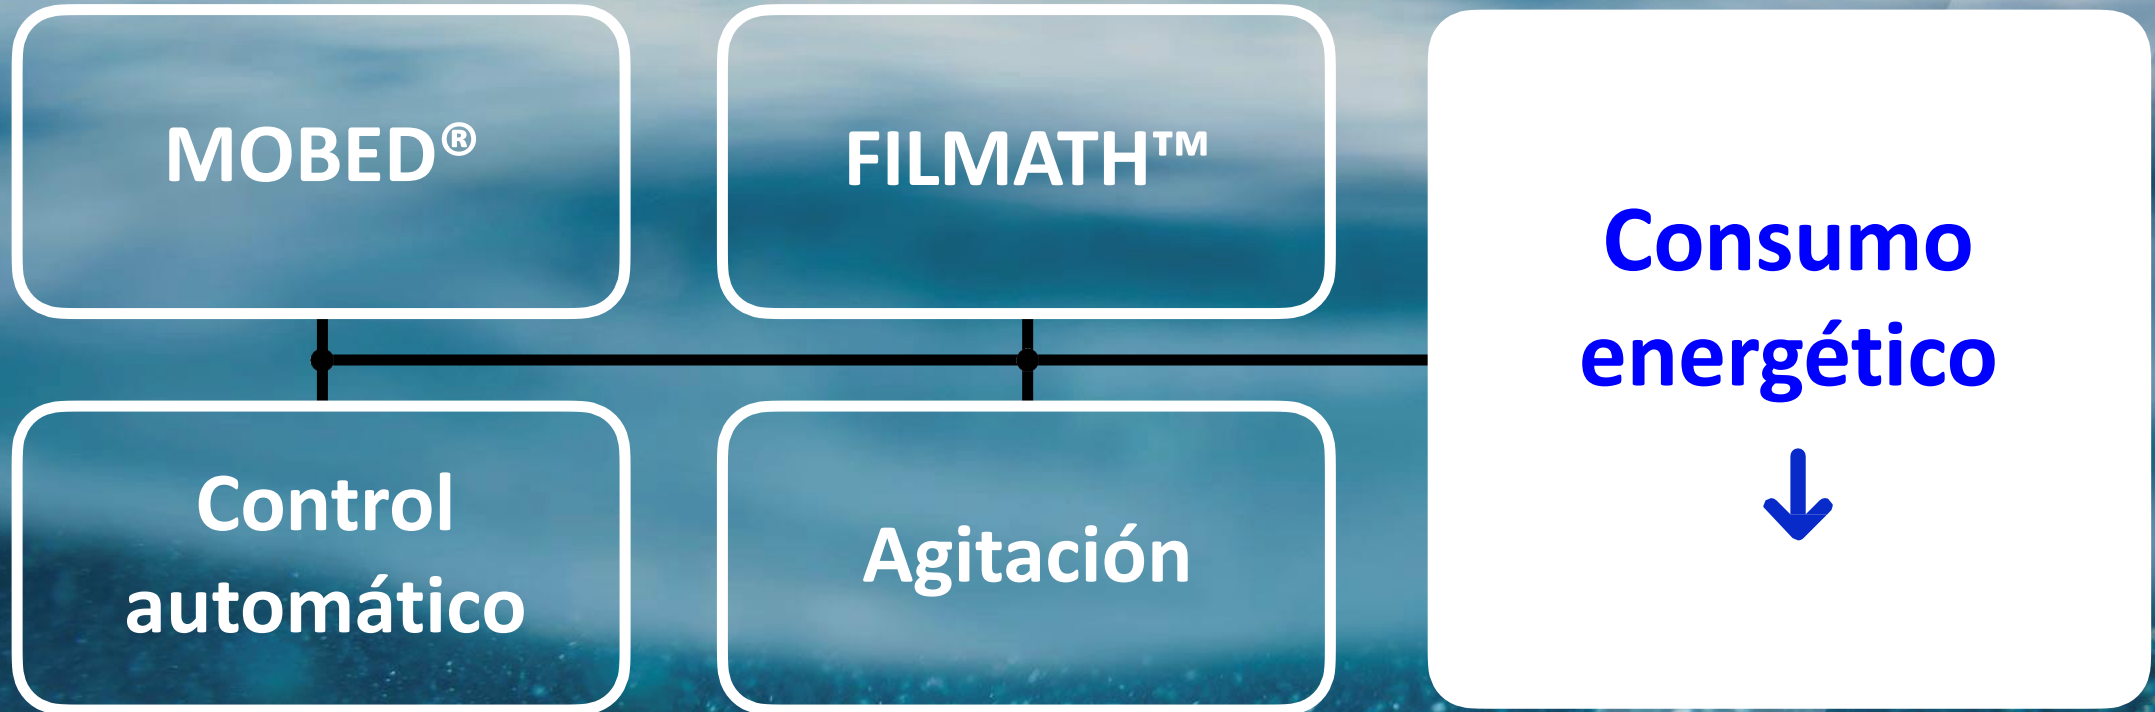 MOBED®
FILMATH™
Control
automático
Agitación
Consumo
energético
↓